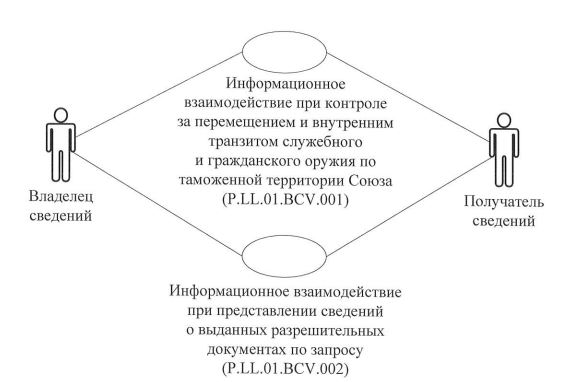 Информационное
взаимодействие при контроле
за перемещением и внутренним
транзитом служебного
и гражданского оружия по
таможенной территории Союза
(P.LL.01.BCV.001)
Владелец
сведений
Получатель
сведений
Информационное взаимодействие
при представлении сведений
о выданных разрешительных
документах по запросу
(P.LL.01.BCV.002)